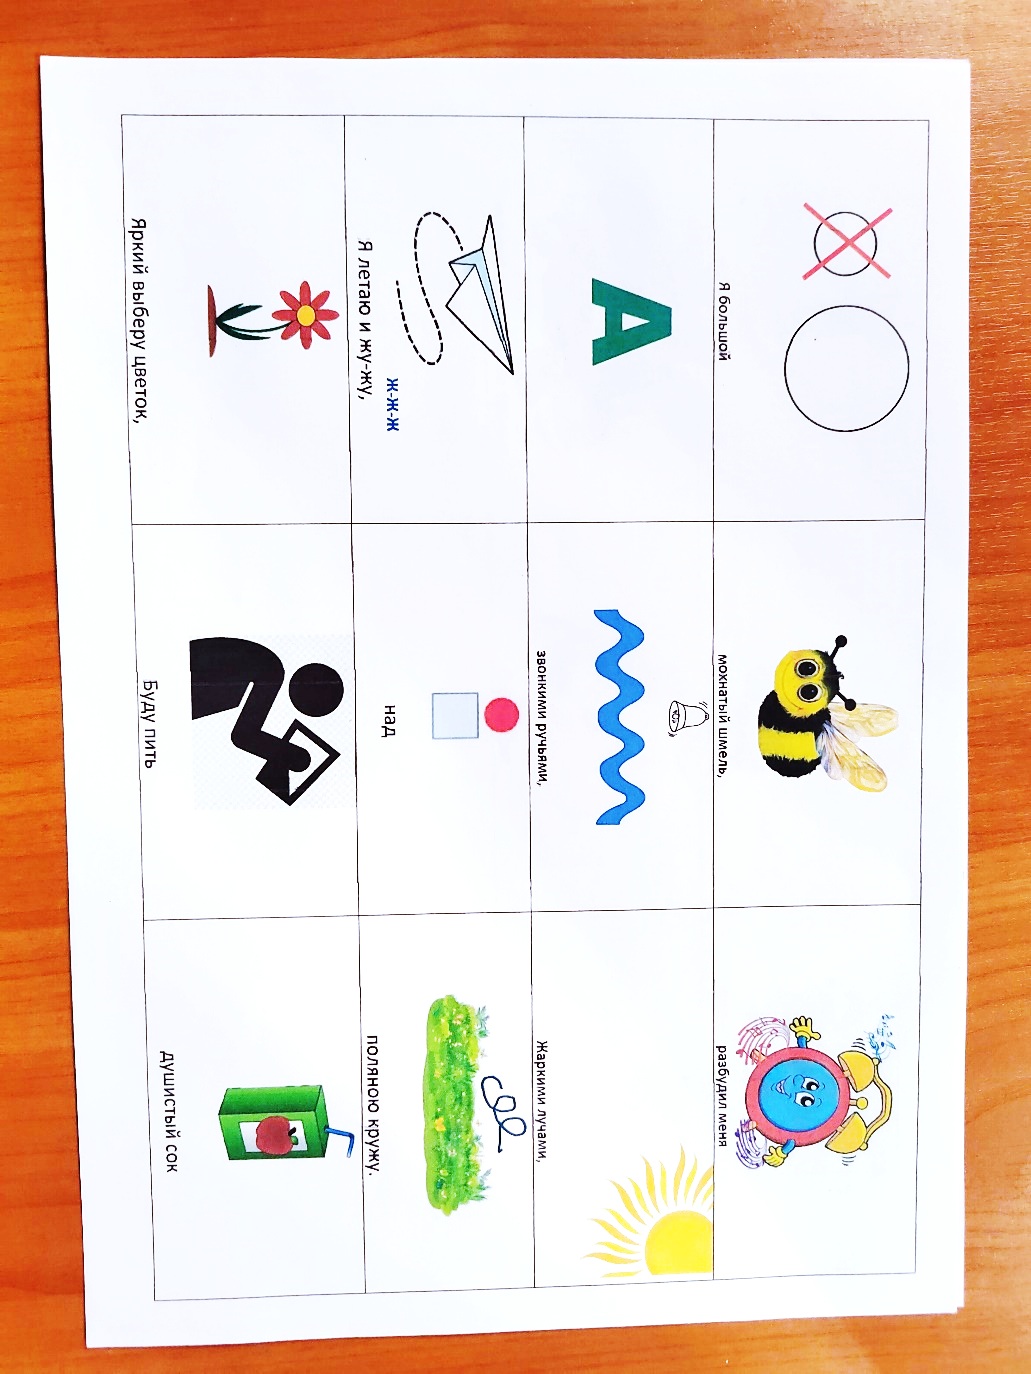 Я большой
мохнатый шмель,
разбудил меня
А
звонкими ручьями,
Жаркими лучами,
ж-ж-ж
Я летаю и жу-жу,
над
поляною кружу.
Яркий выберу цветок,
Буду пить
душистый сок